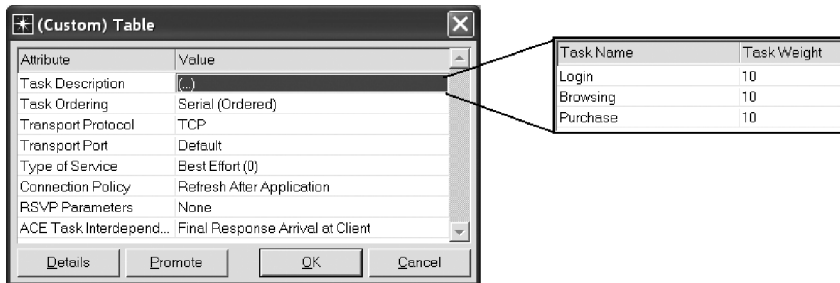 (Custom) Table
Attribute Value
Task Description (...)
Task Ordering Serial (Ordered)
Transport Protocol TCP
Transport Port Default
Type of Service Best Effort (0)
Connection Policy Refresh After Application
RSVP Parameters None
ACE Task Interdepend... Final Response Arrival at Client
Details Promote OK Cancel
Task Name Task Weight
Login 10
Browsing 10
Purchase 10